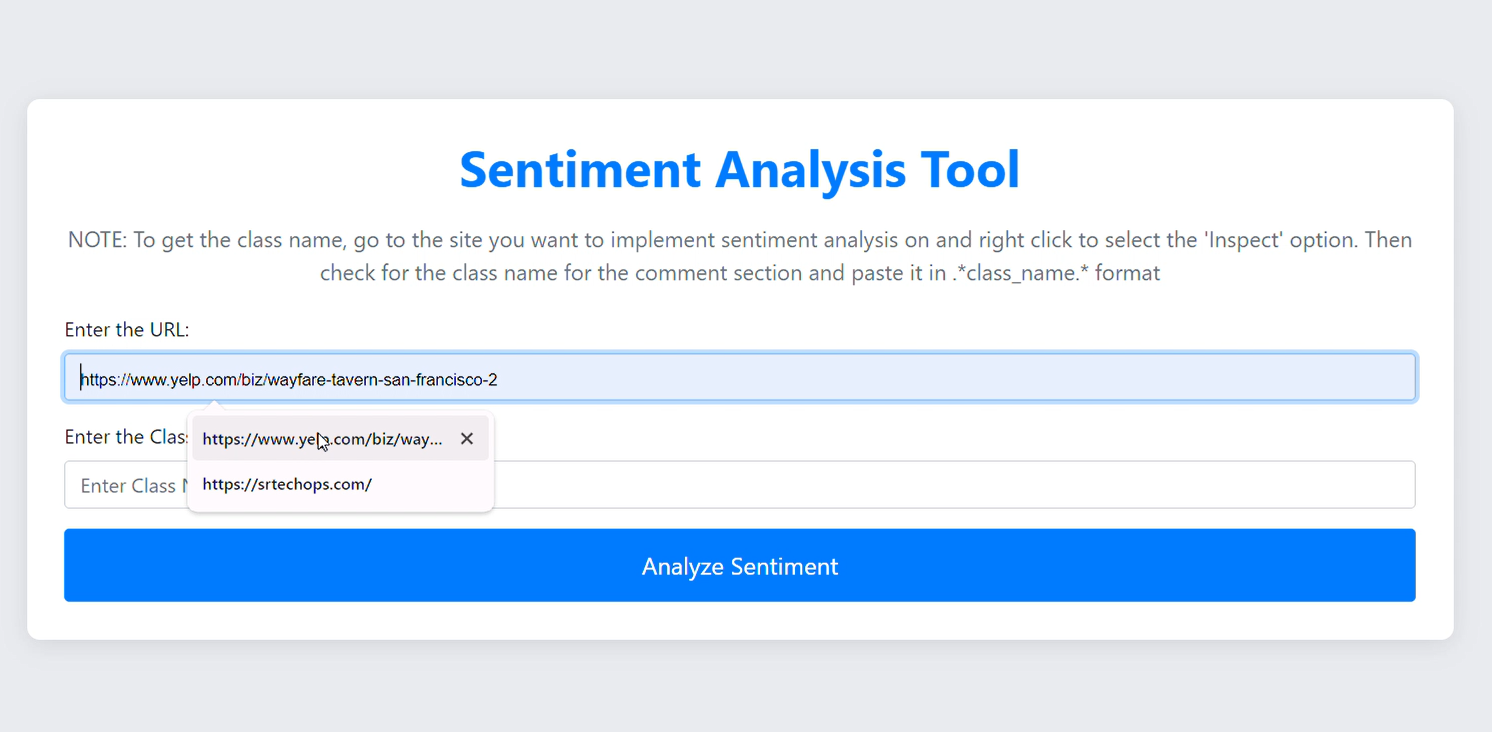 Sentiment Analysis Tool
NOTE: To get the class name, go to the site you want to implement sentiment analysis on and right click to select the 'Inspect' option. Then
check for the class name for the comment section and paste it in .*class_name.* format
Enter the URL:
https://www.yelp.com/biz/wayfare-tavern-san-francisco-2
https://www.yelp.com/biz/way...
Enter the
Enter Class
https://srtechops.com/
Analyze Sentiment